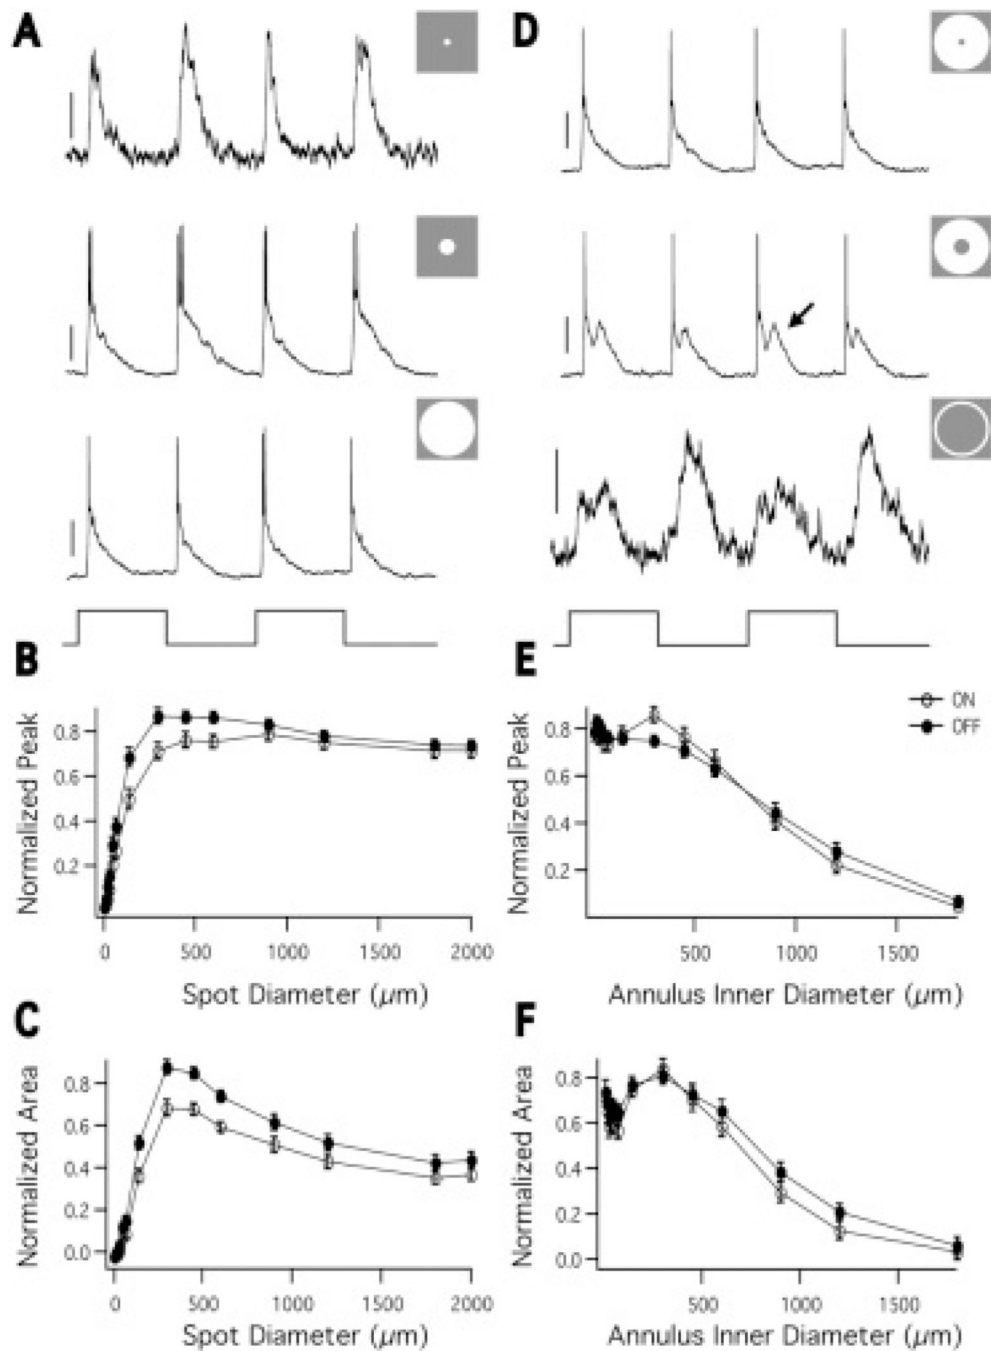 A
D
B
0.8
0.6
0.4
0.2
Normalized Peak
0
500
1000
1500
2000
Spot Diameter (µm)
E
ON
OFF
0.8
0.6
0.4
0.2
Normalized Peak
500
1000
1500
Annulus Inner Diameter (µm)
C
0.8
0.6
0.4
0.2
0.0
Normalized Area
0
500
1000
1500
2000
Spot Diameter (µm)
F
0.8
0.6
0.4
0.2
0.0
Normalized Area
500
1000
1500
Annulus Inner Diameter (µm)